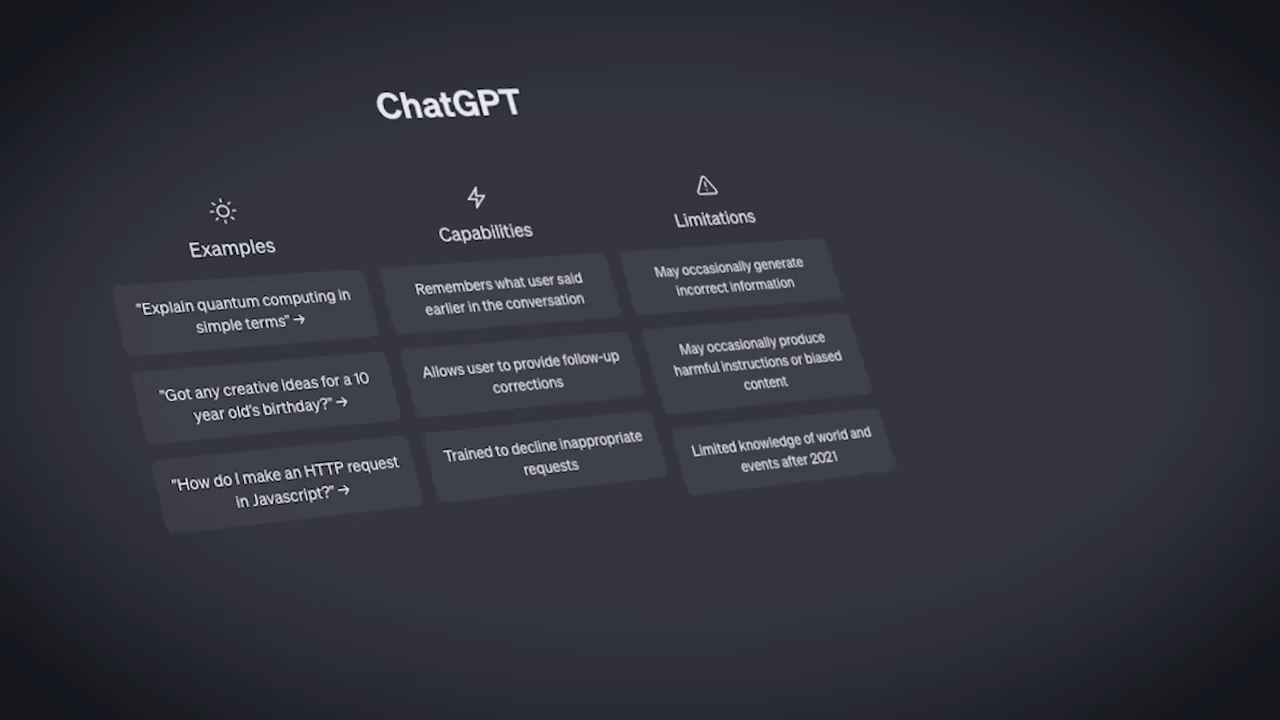 ChatGPT
Examples
"Explain quantum computing in
simple terms" →
"Got any creative ideas for a 10
year old's birthday?" →
"How do I make an HTTP request
in Javascript?" →
Capabilities
Remembers what user said
earlier in the conversation
Allows user to provide follow-up
corrections
Trained to decline inappropriate
requests
Limitations
May occasionally generate
incorrect information
May occasionally produce
harmful instructions or biased
content
Limited knowledge of world and
events after 2021